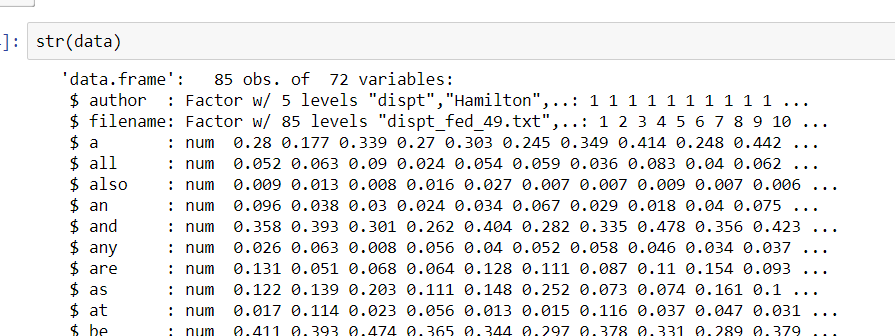 ]: str(data)
'data.frame': 85 obs. of 72 variables:
$ author : Factor w/ 5 levels "dispt","Hamilton",..: 1 1 1 1 1 1 1 1 1 1 ...
$ filename: Factor w/ 85 levels "dispt_fed_49.txt",..: 1 2 3 4 5 6 7 8 9 10 ...
$ a : num 0.28 0.177 0.339 0.27 0.303 0.245 0.349 0.414 0.248 0.442 ...
$ all : num 0.052 0.063 0.09 0.024 0.054 0.059 0.036 0.083 0.04 0.062 ...
$ also : num 0.009 0.013 0.008 0.016 0.027 0.007 0.007 0.009 0.007 0.006 ...
$ an : num 0.096 0.038 0.03 0.024 0.034 0.067 0.029 0.018 0.04 0.075 ...
$ and : num 0.358 0.393 0.301 0.262 0.404 0.282 0.335 0.478 0.356 0.423 ...
$ any : num 0.026 0.063 0.008 0.056 0.04 0.052 0.058 0.046 0.034 0.037 ...
$ are : num 0.131 0.051 0.068 0.064 0.128 0.111 0.087 0.11 0.154 0.093 ...
$ as : num 0.122 0.139 0.203 0.111 0.148 0.252 0.073 0.074 0.161 0.1 ...
$ at : num 0.017 0.114 0.023 0.056 0.013 0.015 0.116 0.037 0.047 0.031 ...
$ be : num 0.411 0.393 0.474 0.365 0.344 0.297 0.378 0.331 0.289 0.379 ...